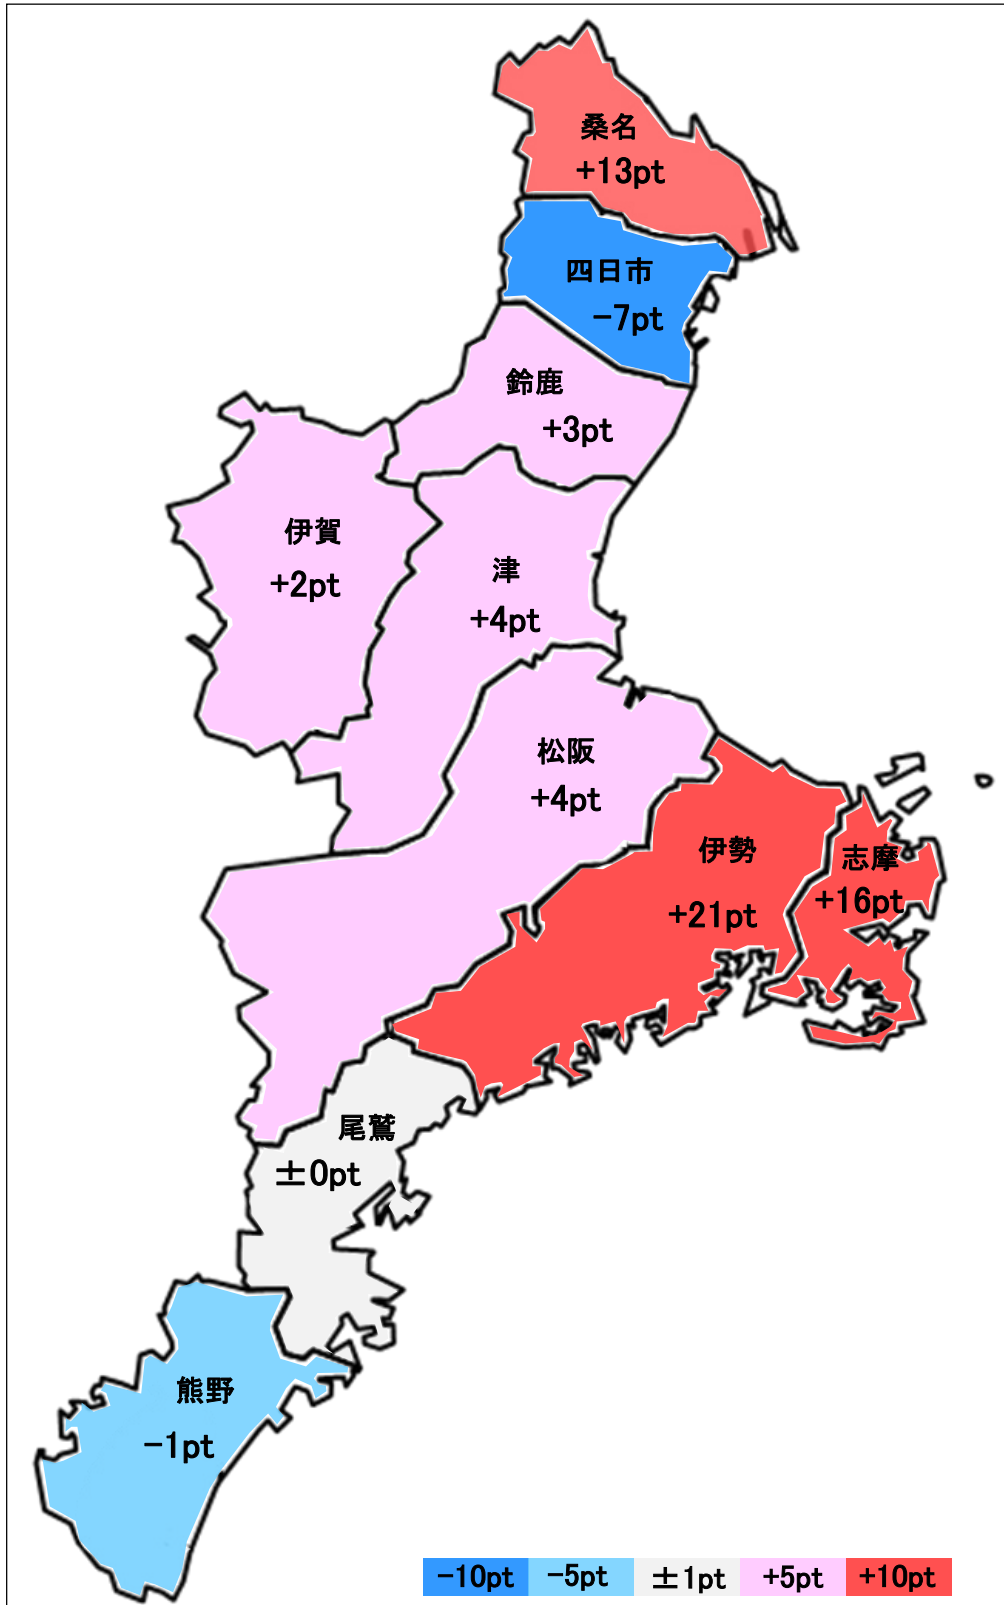 桑名
+13pt
四日市
-7pt
鈴鹿
+3pt
伊賀
+2pt
津
+4pt
松阪
+4pt
伊勢
+21pt
志摩
+16pt
尾鷲
±0pt
熊野
-1pt
-10pt -5pt ±1pt +5pt +10pt